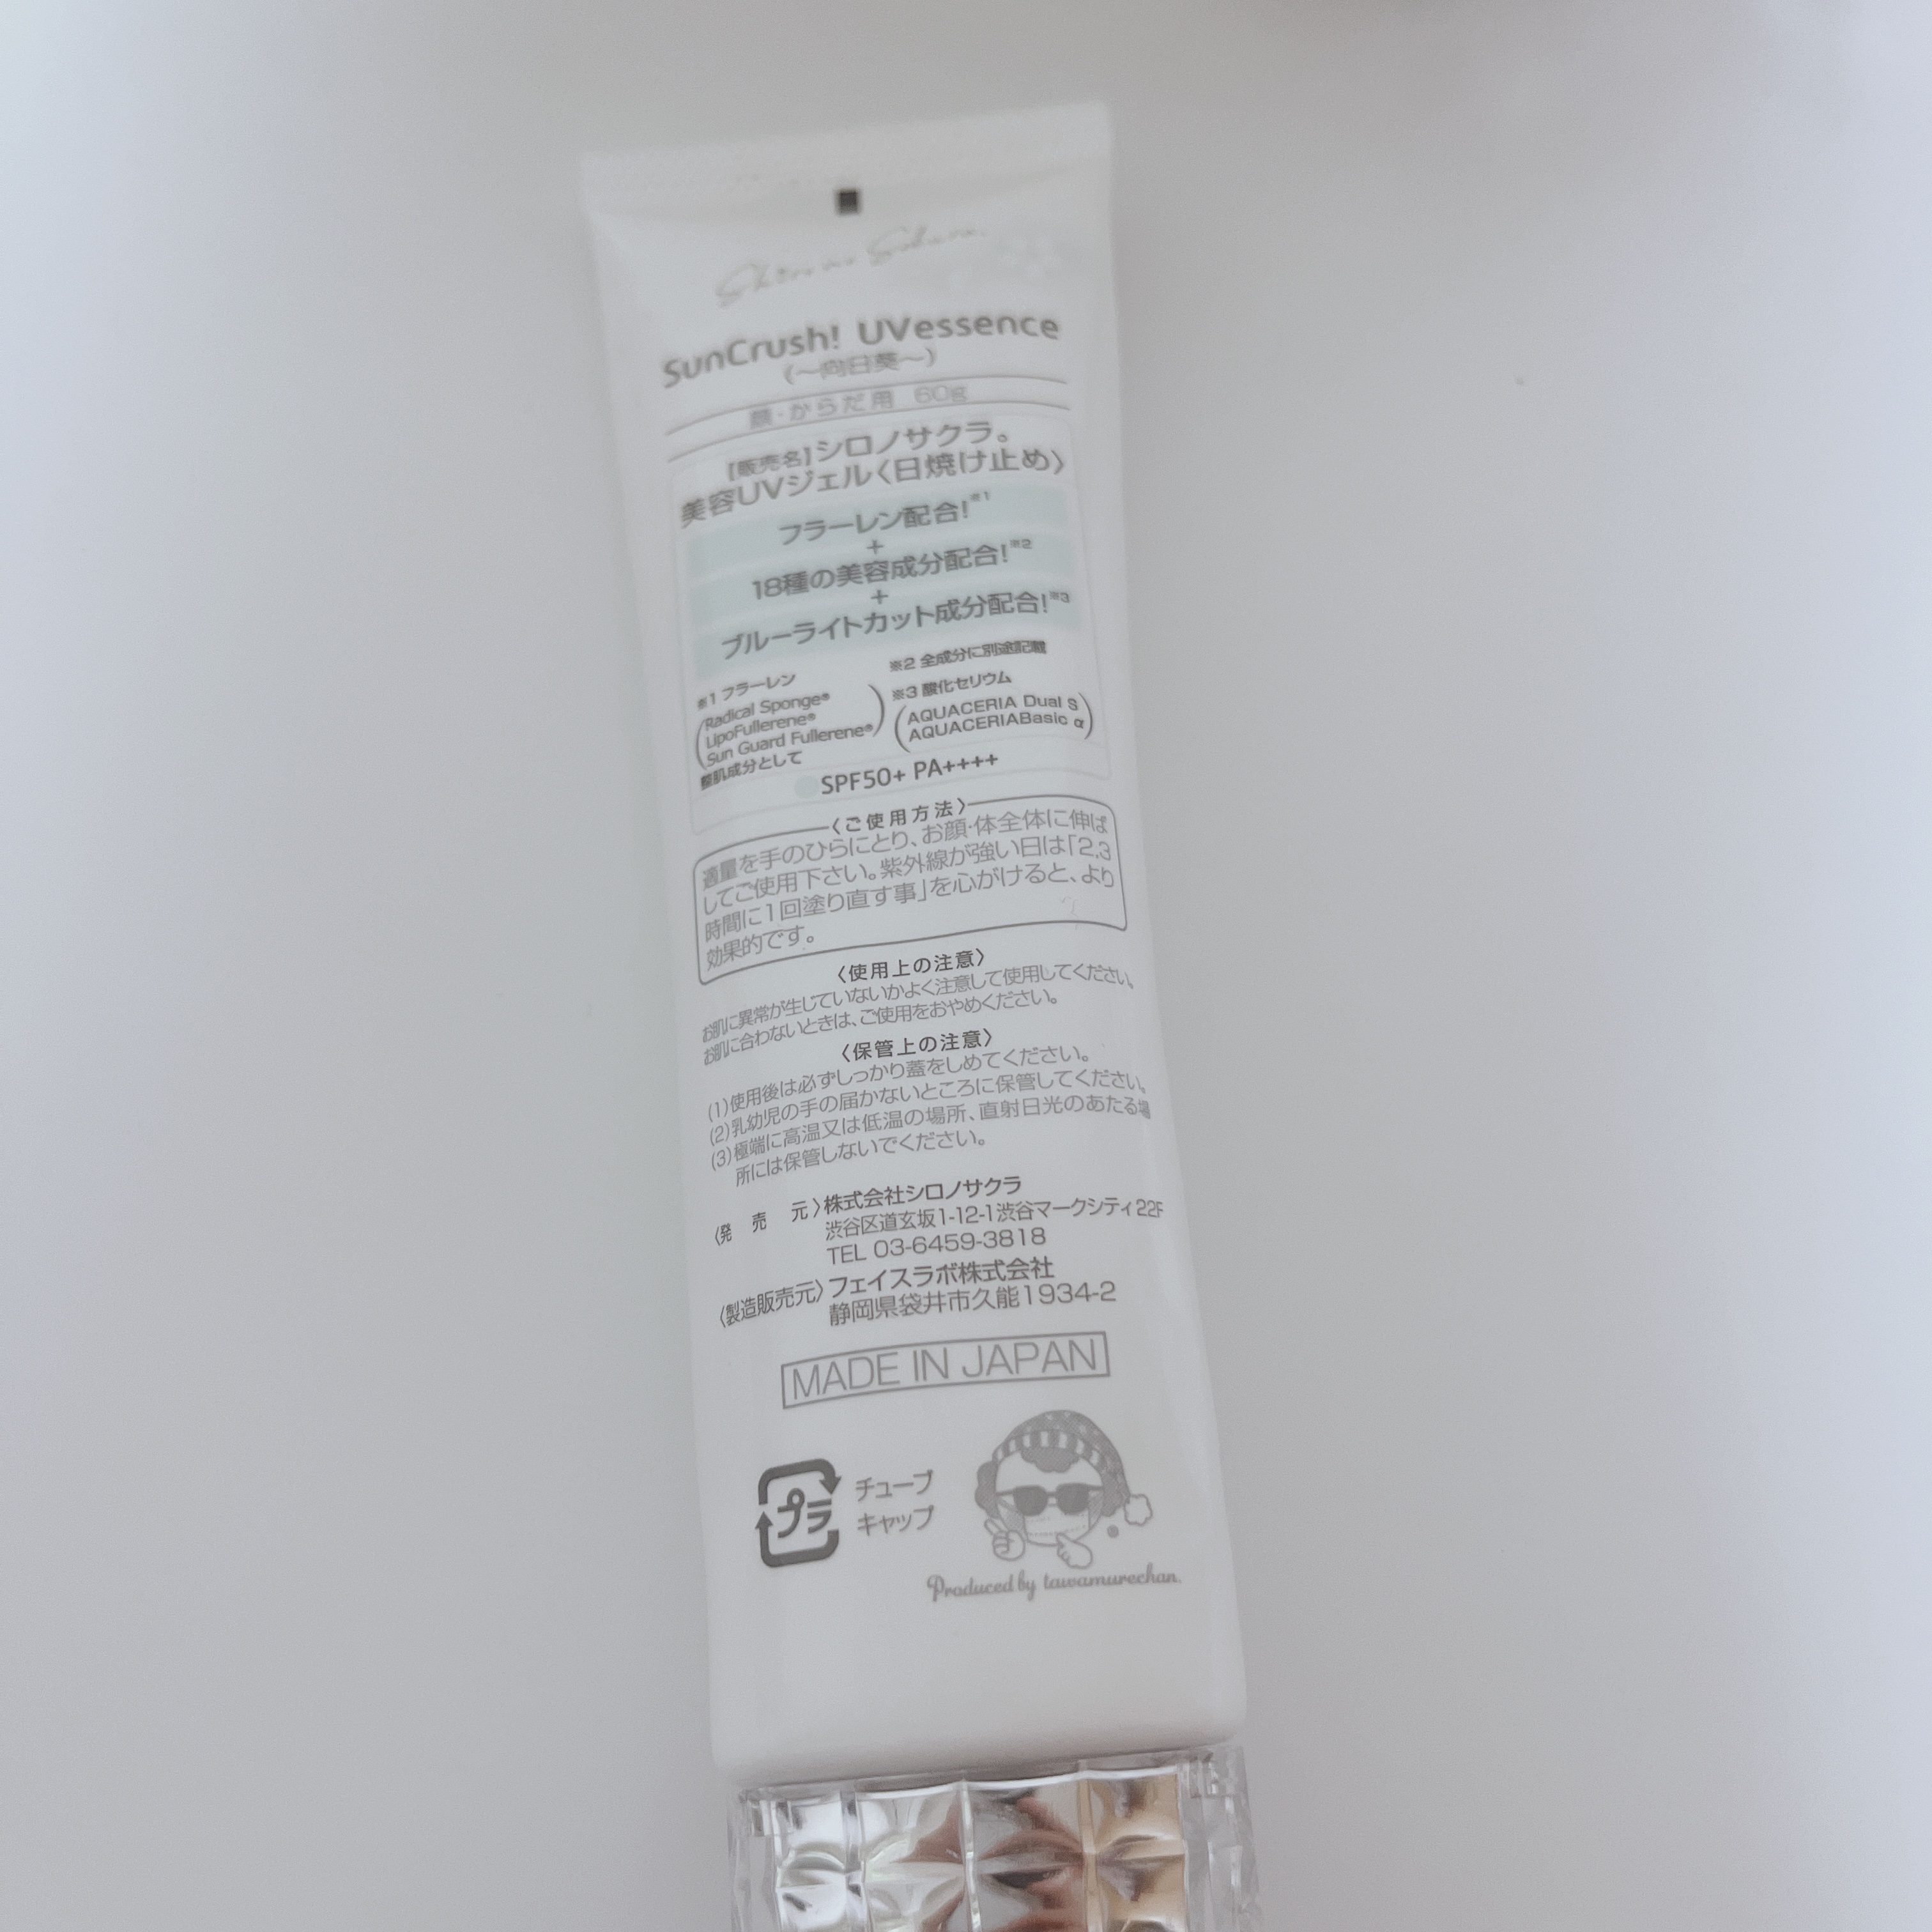 Shirono Sakura.
SunCrush! UVessence
(〜向日葵〜)
顔・からだ用 60g
【販売名】シロノサクラ。
美容UVジェル〈日焼け止め〉
フラーレン配合!※1
+
18種の美容成分配合!※2
+
ブルーライトカット成分配合!※3
※1 フラーレン
(Radical Sponge®
LipoFullerene®
Sun Guard Fullerene®)
整肌成分として
※2 全成分に別途記載
※3 酸化セリウム
(AQUACERIA Dual S
AQUACERIABasic α)
SPF50+ PA++++
〈ご使用方法〉
適量を手のひらにとり、お顔・体全体に伸ば
してご使用下さい。紫外線が強い日は「2,3
時間に1回塗り直す事」を心がけると、より
効果的です。
〈使用上の注意〉
お肌に異常が生じていないかよく注意して使用してください。
お肌に合わないときは、ご使用をおやめください。
〈保管上の注意〉
(1)使用後は必ずしっかり蓋をしめてください。
(2)乳幼児の手の届かないところに保管してください。
(3)極端に高温又は低温の場所、直射日光のあたる場
所には保管しないでください。
〈発売元〉株式会社シロノサクラ
渋谷区道玄坂1-12-1渋谷マークシティ22F
TEL 03-6459-3818
〈製造販売元〉フェイスラボ株式会社
静岡県袋井市久能1934-2
MADE IN JAPAN
プラ
チューブ
キャップ
Produced by tawamurechan.